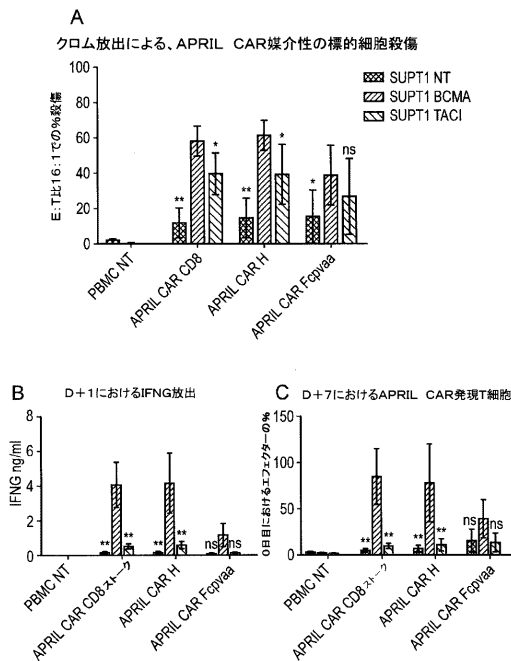 A
クロム放出による、APRIL CAR媒介性の標的細胞殺傷
E:T比16:1での%殺傷
100
80
60
40
20
0
SUPT1 NT
SUPT1 BCMA
SUPT1 TACI
** * ** * * ns
PBMC NT
APRIL CAR CD8
APRIL CAR H
APRIL CAR Fcpvaa
B
D+1におけるIFNG放出
IFNG ng/ml
8
6
4
2
0
** ** ** ** ns ns
PBMC NT
APRIL CAR CD8ストーク
APRIL CAR H
APRIL CAR Fcpvaa
C
D+7におけるAPRIL CAR発現T細胞
0日目におけるエフェクターの%
150
100
50
0
** ** ** ** ns ns
PBMC NT
APRIL CAR CD8ストーク
APRIL CAR H
APRIL CAR Fcpvaa